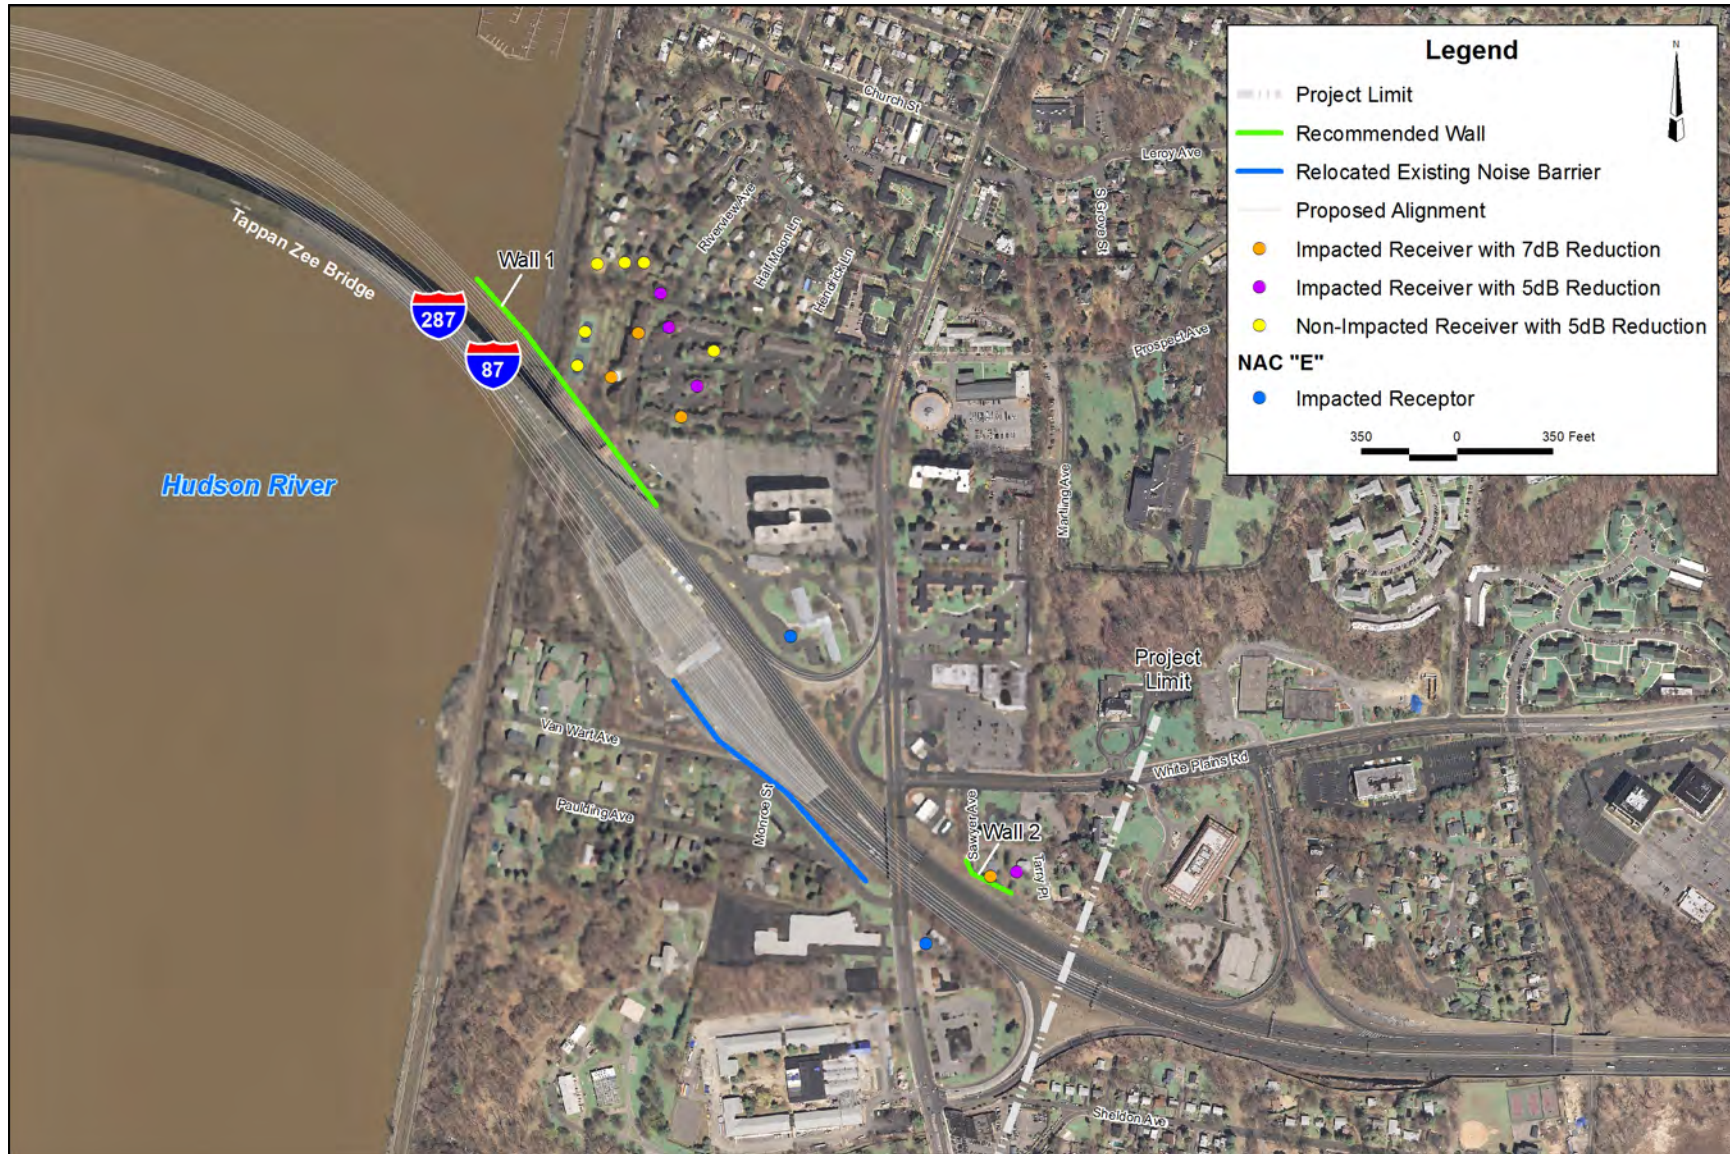 Legend
N
Project Limit
Recommended Wall
Relocated Existing Noise Barrier
Proposed Alignment
Impacted Receiver with 7dB Reduction
Impacted Receiver with 5dB Reduction
Non-Impacted Receiver with 5dB Reduction
NAC "E"
Impacted Receptor
350 0 350 Feet
Church St
Leroy Ave
S Grove St
Riverview Ave
Half Moon Ln
Hendrick Ln
Tappan Zee Bridge
Wall 1
287
87
Prospect Ave
Martling Ave
Hudson River
Project
Limit
Van Wart Ave
White Plains Rd
Paulding Ave
Monroe St
Sawyer Ave
Wall 2
Tarry Pl
Sheldon Ave